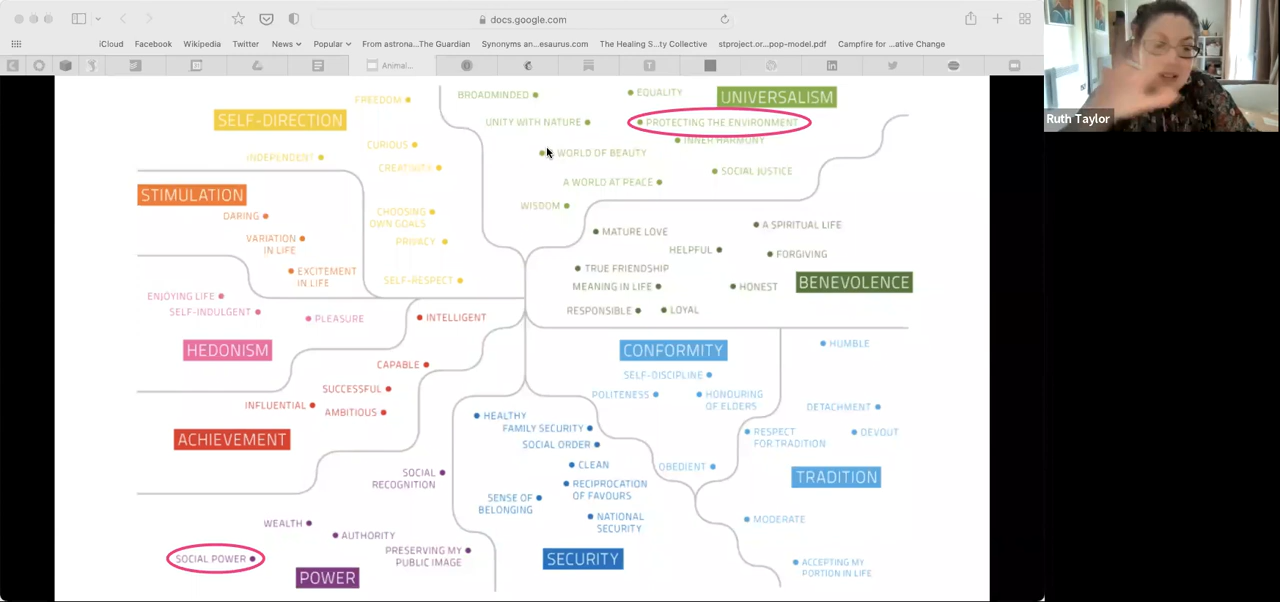 docs.google.com
iCloud
Facebook
Wikipedia
Twitter
News
Popular
From astrona...The Guardian
Synonyms an...esaurus.com
The Healing S...ty Collective
stproject.or...pop-model.pdf
Campfire for ...ative Change
Animal...
Ruth Taylor
SELF-DIRECTION
FREEDOM
CURIOUS
INDEPENDENT
CREATIVITY
CHOOSING
OWN GOALS
PRIVACY
SELF-RESPECT
BROADMINDED
EQUALITY
UNIVERSALISM
UNITY WITH NATURE
PROTECTING THE ENVIRONMENT
INNER HARMONY
WORLD OF BEAUTY
SOCIAL JUSTICE
A WORLD AT PEACE
WISDOM
STIMULATION
DARING
VARIATION
IN LIFE
EXCITEMENT
IN LIFE
MATURE LOVE
A SPIRITUAL LIFE
HELPFUL
FORGIVING
TRUE FRIENDSHIP
MEANING IN LIFE
HONEST
BENEVOLENCE
RESPONSIBLE
LOYAL
ENJOYING LIFE
SELF-INDULGENT
PLEASURE
HEDONISM
INTELLIGENT
CAPABLE
SUCCESSFUL
INFLUENTIAL
AMBITIOUS
ACHIEVEMENT
CONFORMITY
SELF-DISCIPLINE
POLITENESS
HONOURING
OF ELDERS
OBEDIENT
HUMBLE
DETACHMENT
RESPECT
FOR TRADITION
DEVOUT
TRADITION
MODERATE
ACCEPTING MY
PORTION IN LIFE
HEALTHY
FAMILY SECURITY
SOCIAL ORDER
CLEAN
RECIPROCATION
OF FAVOURS
SENSE OF
BELONGING
NATIONAL
SECURITY
SECURITY
SOCIAL
RECOGNITION
WEALTH
AUTHORITY
PRESERVING MY
PUBLIC IMAGE
SOCIAL POWER
POWER